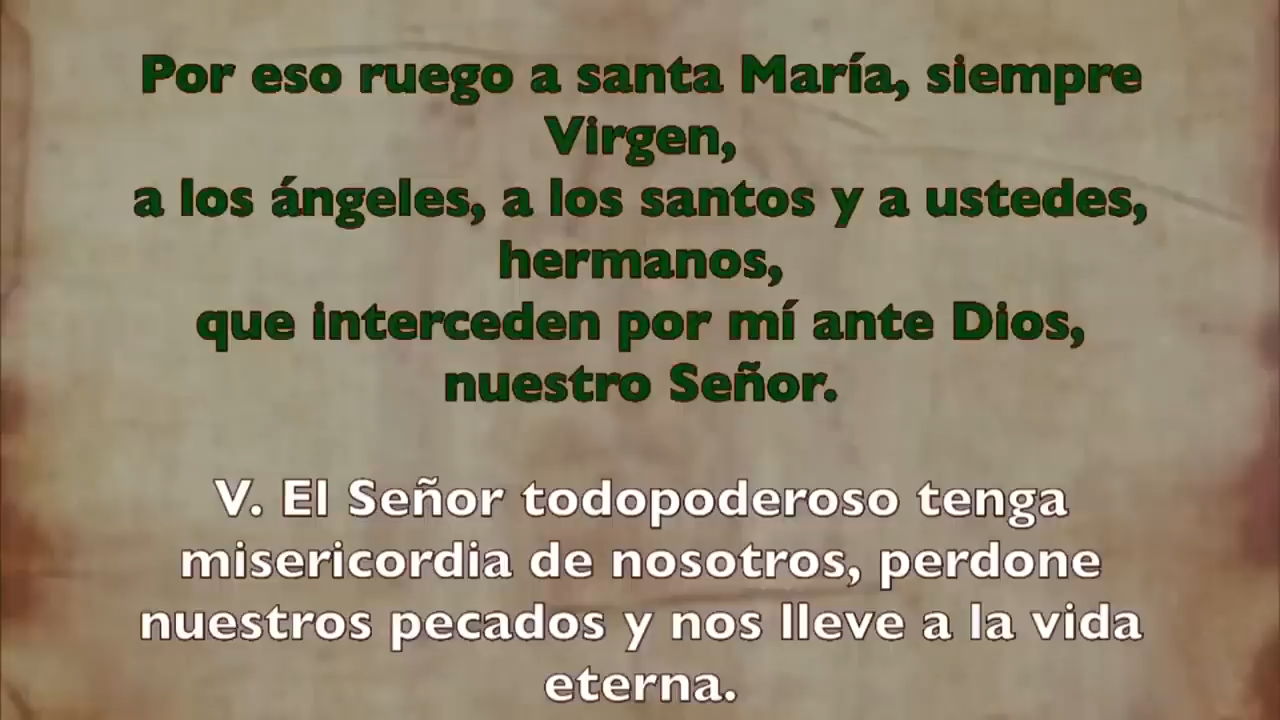 Por eso ruego a santa María, siempre
Virgen,
a los ángeles, a los santos y a ustedes,
hermanos,
que interceden por mí ante Dios,
nuestro Señor.
V. El Señor todopoderoso tenga
misericordia de nosotros, perdone
nuestros pecados y nos lleve a la vida
eterna.